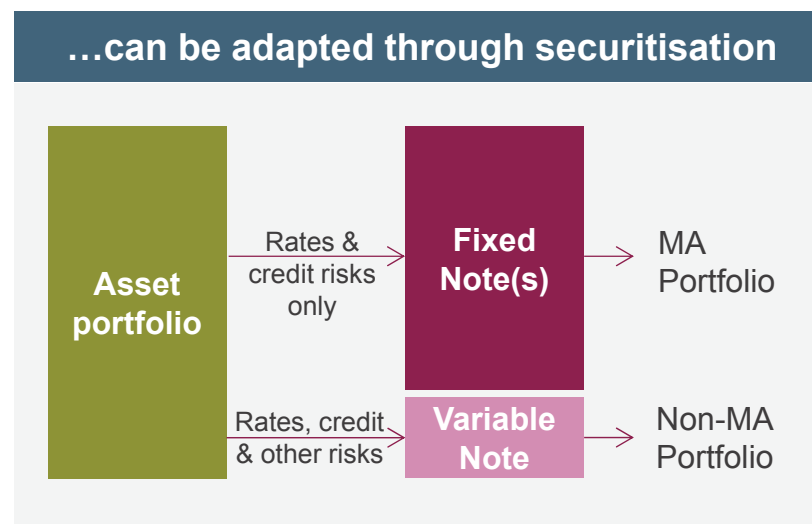 …can be adapted through securitisation
Asset
portfolio
Rates &
credit risks
only
Fixed
Note(s)
MA
Portfolio
Rates, credit
& other risks
Variable
Note
Non-MA
Portfolio